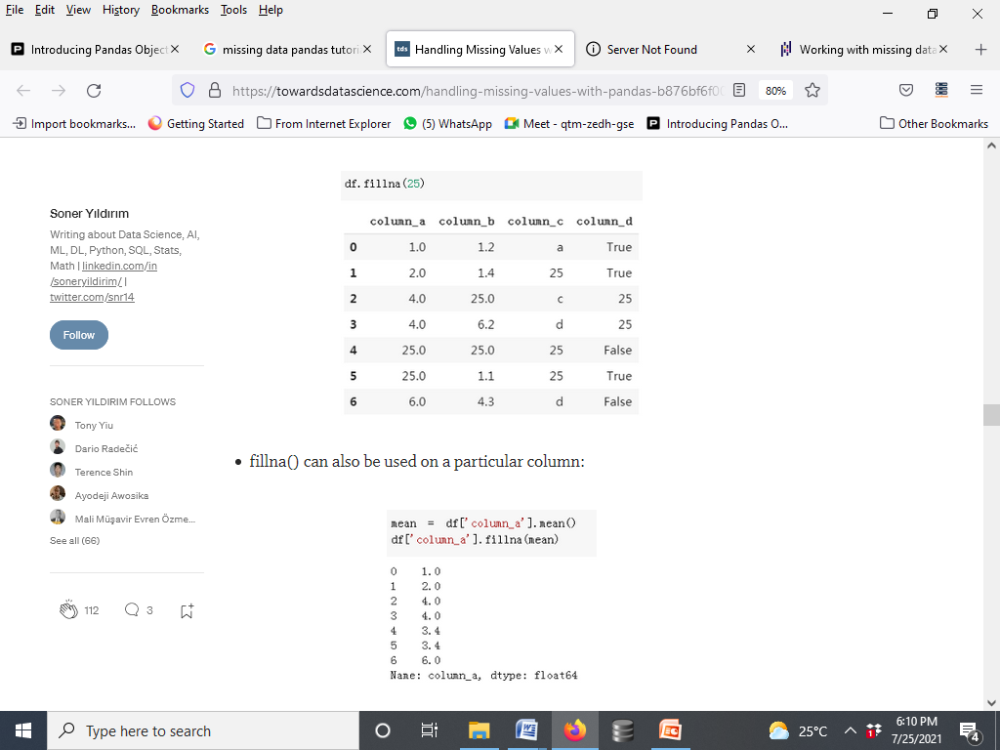 File Edit View History Bookmarks Tools Help
Introducing Pandas Object
missing data pandas tutori
Handling Missing Values w
Server Not Found
Working with missing data
https://towardsdatascience.com/handling-missing-values-with-pandas-b876bf6f00
80%
Import bookmarks... Getting Started From Internet Explorer (5) WhatsApp Meet - qtm-zedh-gse Introducing Pandas O... Other Bookmarks
Soner Yıldırım
Writing about Data Science, AI,
ML, DL, Python, SQL, Stats,
Math | linkedin.com/in
/soneryildirim/ |
twitter.com/snr14
Follow
SONER YILDIRIM FOLLOWS
Tony Yiu
Dario Radečić
Terence Shin
Ayodeji Awosika
Mali Müşavir Evren Özme...
See all (66)
112 3
df.fillna(25)
column_a column_b column_c column_d
0 1.0 1.2 a True
1 2.0 1.4 25 True
2 4.0 25.0 c 25
3 4.0 6.2 d 25
4 25.0 25.0 25 False
5 25.0 1.1 25 True
6 6.0 4.3 d False
• fillna() can also be used on a particular column:
mean = df['column_a'].mean()
df['column_a'].fillna(mean)
0 1.0
1 2.0
2 4.0
3 4.0
4 3.4
5 3.4
6 6.0
Name: column_a, dtype: float64
Type here to search
25°C
6:10 PM
7/25/2021
4